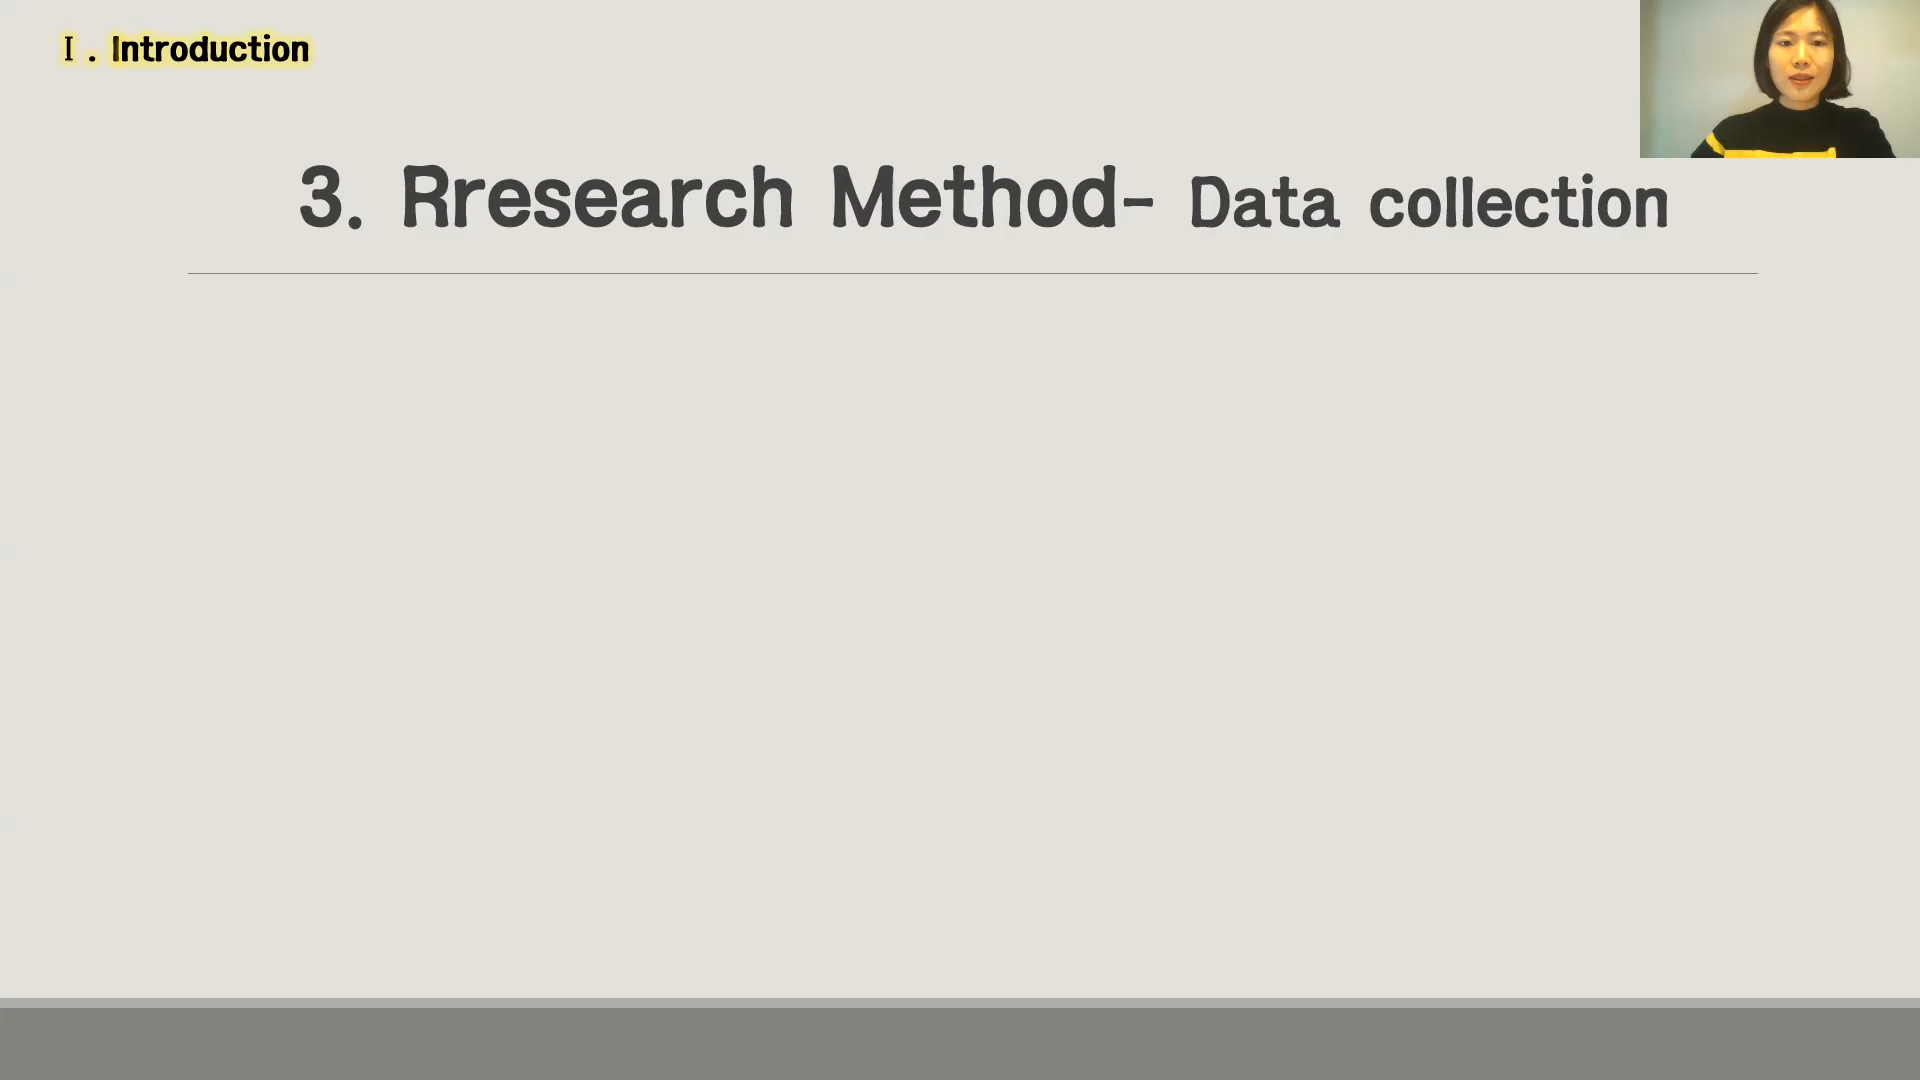 Ⅰ. Introduction
3. Rresearch Method- Data collection